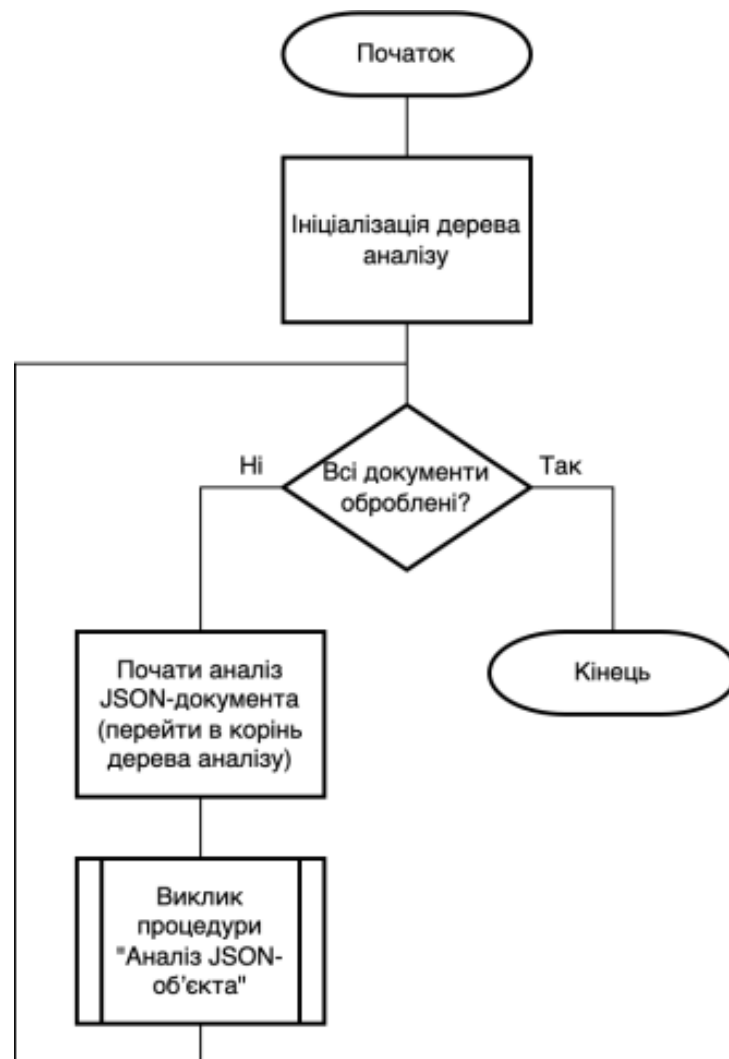 Початок
Ініціалізація дерева
аналізу
Ні
Всі документи
оброблені?
Так
Почати аналіз
JSON-документа
(перейти в корінь
дерева аналізу)
Кінець
Виклик
процедури
"Аналіз JSON-
об'єкта"